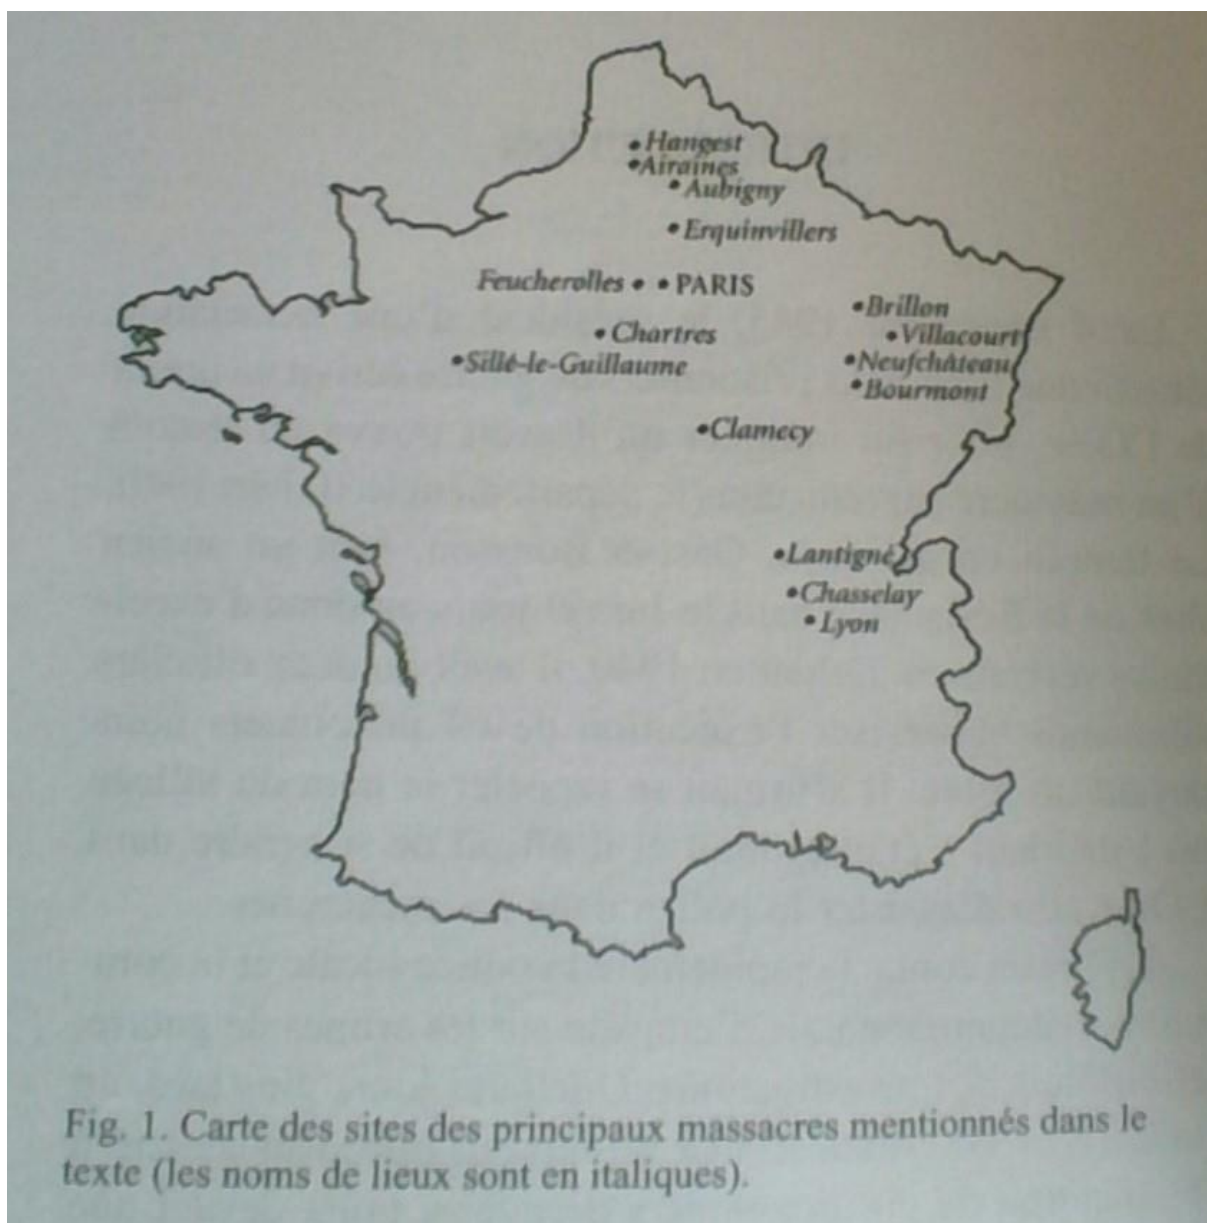 Hangest
Airaines
Aubigny
Erquinvillers
Feucherolles
PARIS
Brillon
Chartres
Villacourt
Sillé-le-Guillaume
Neufchâteau
Bourmont
Clamecy
Lantigné
Chasselay
Lyon
Fig. 1. Carte des sites des principaux massacres mentionnés dans le
texte (les noms de lieux sont en italiques).